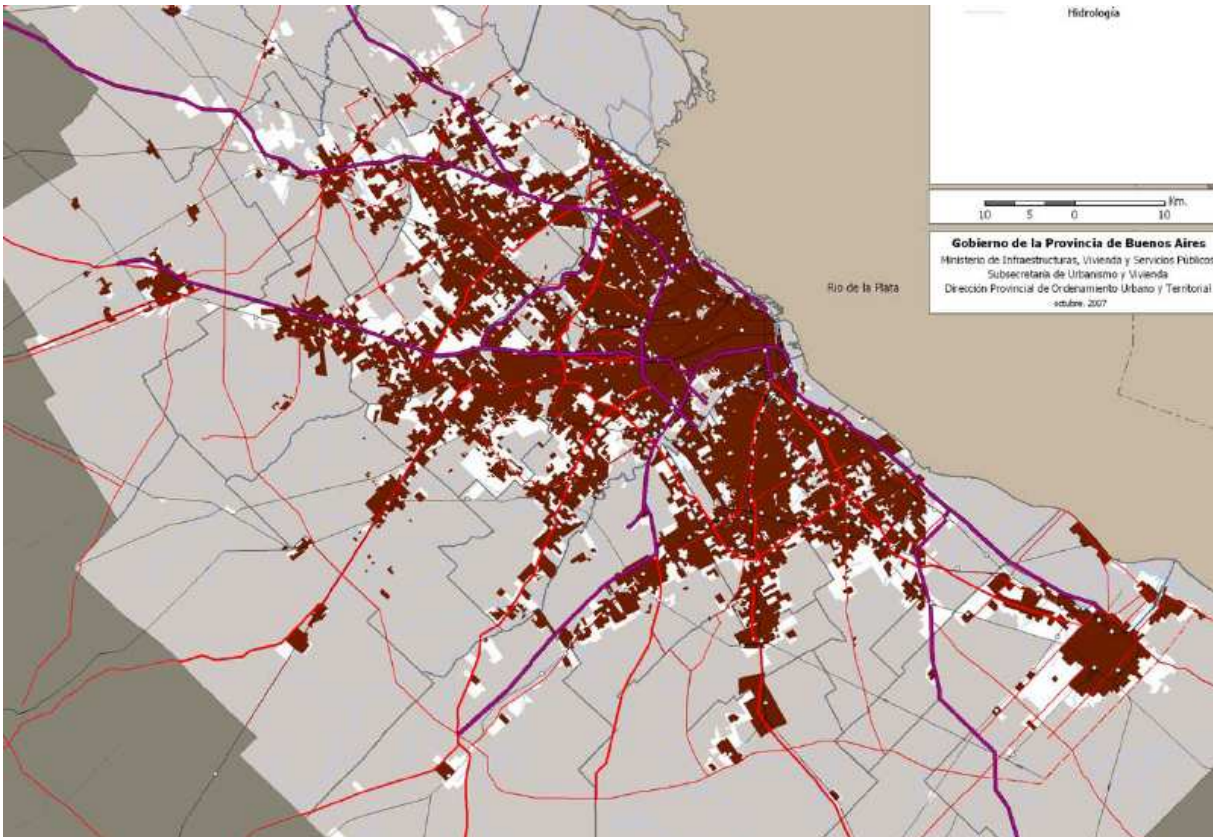 Hidrología
10 5 0 10 Km.
Gobierno de la Provincia de Buenos Aires
Ministerio de Infraestructuras, Vivienda y Servicios Públicos
Subsecretaría de Urbanismo y Vivienda
Dirección Provincial de Ordenamiento Urbano y Territorial
octubre, 2007
Rio de la Plata